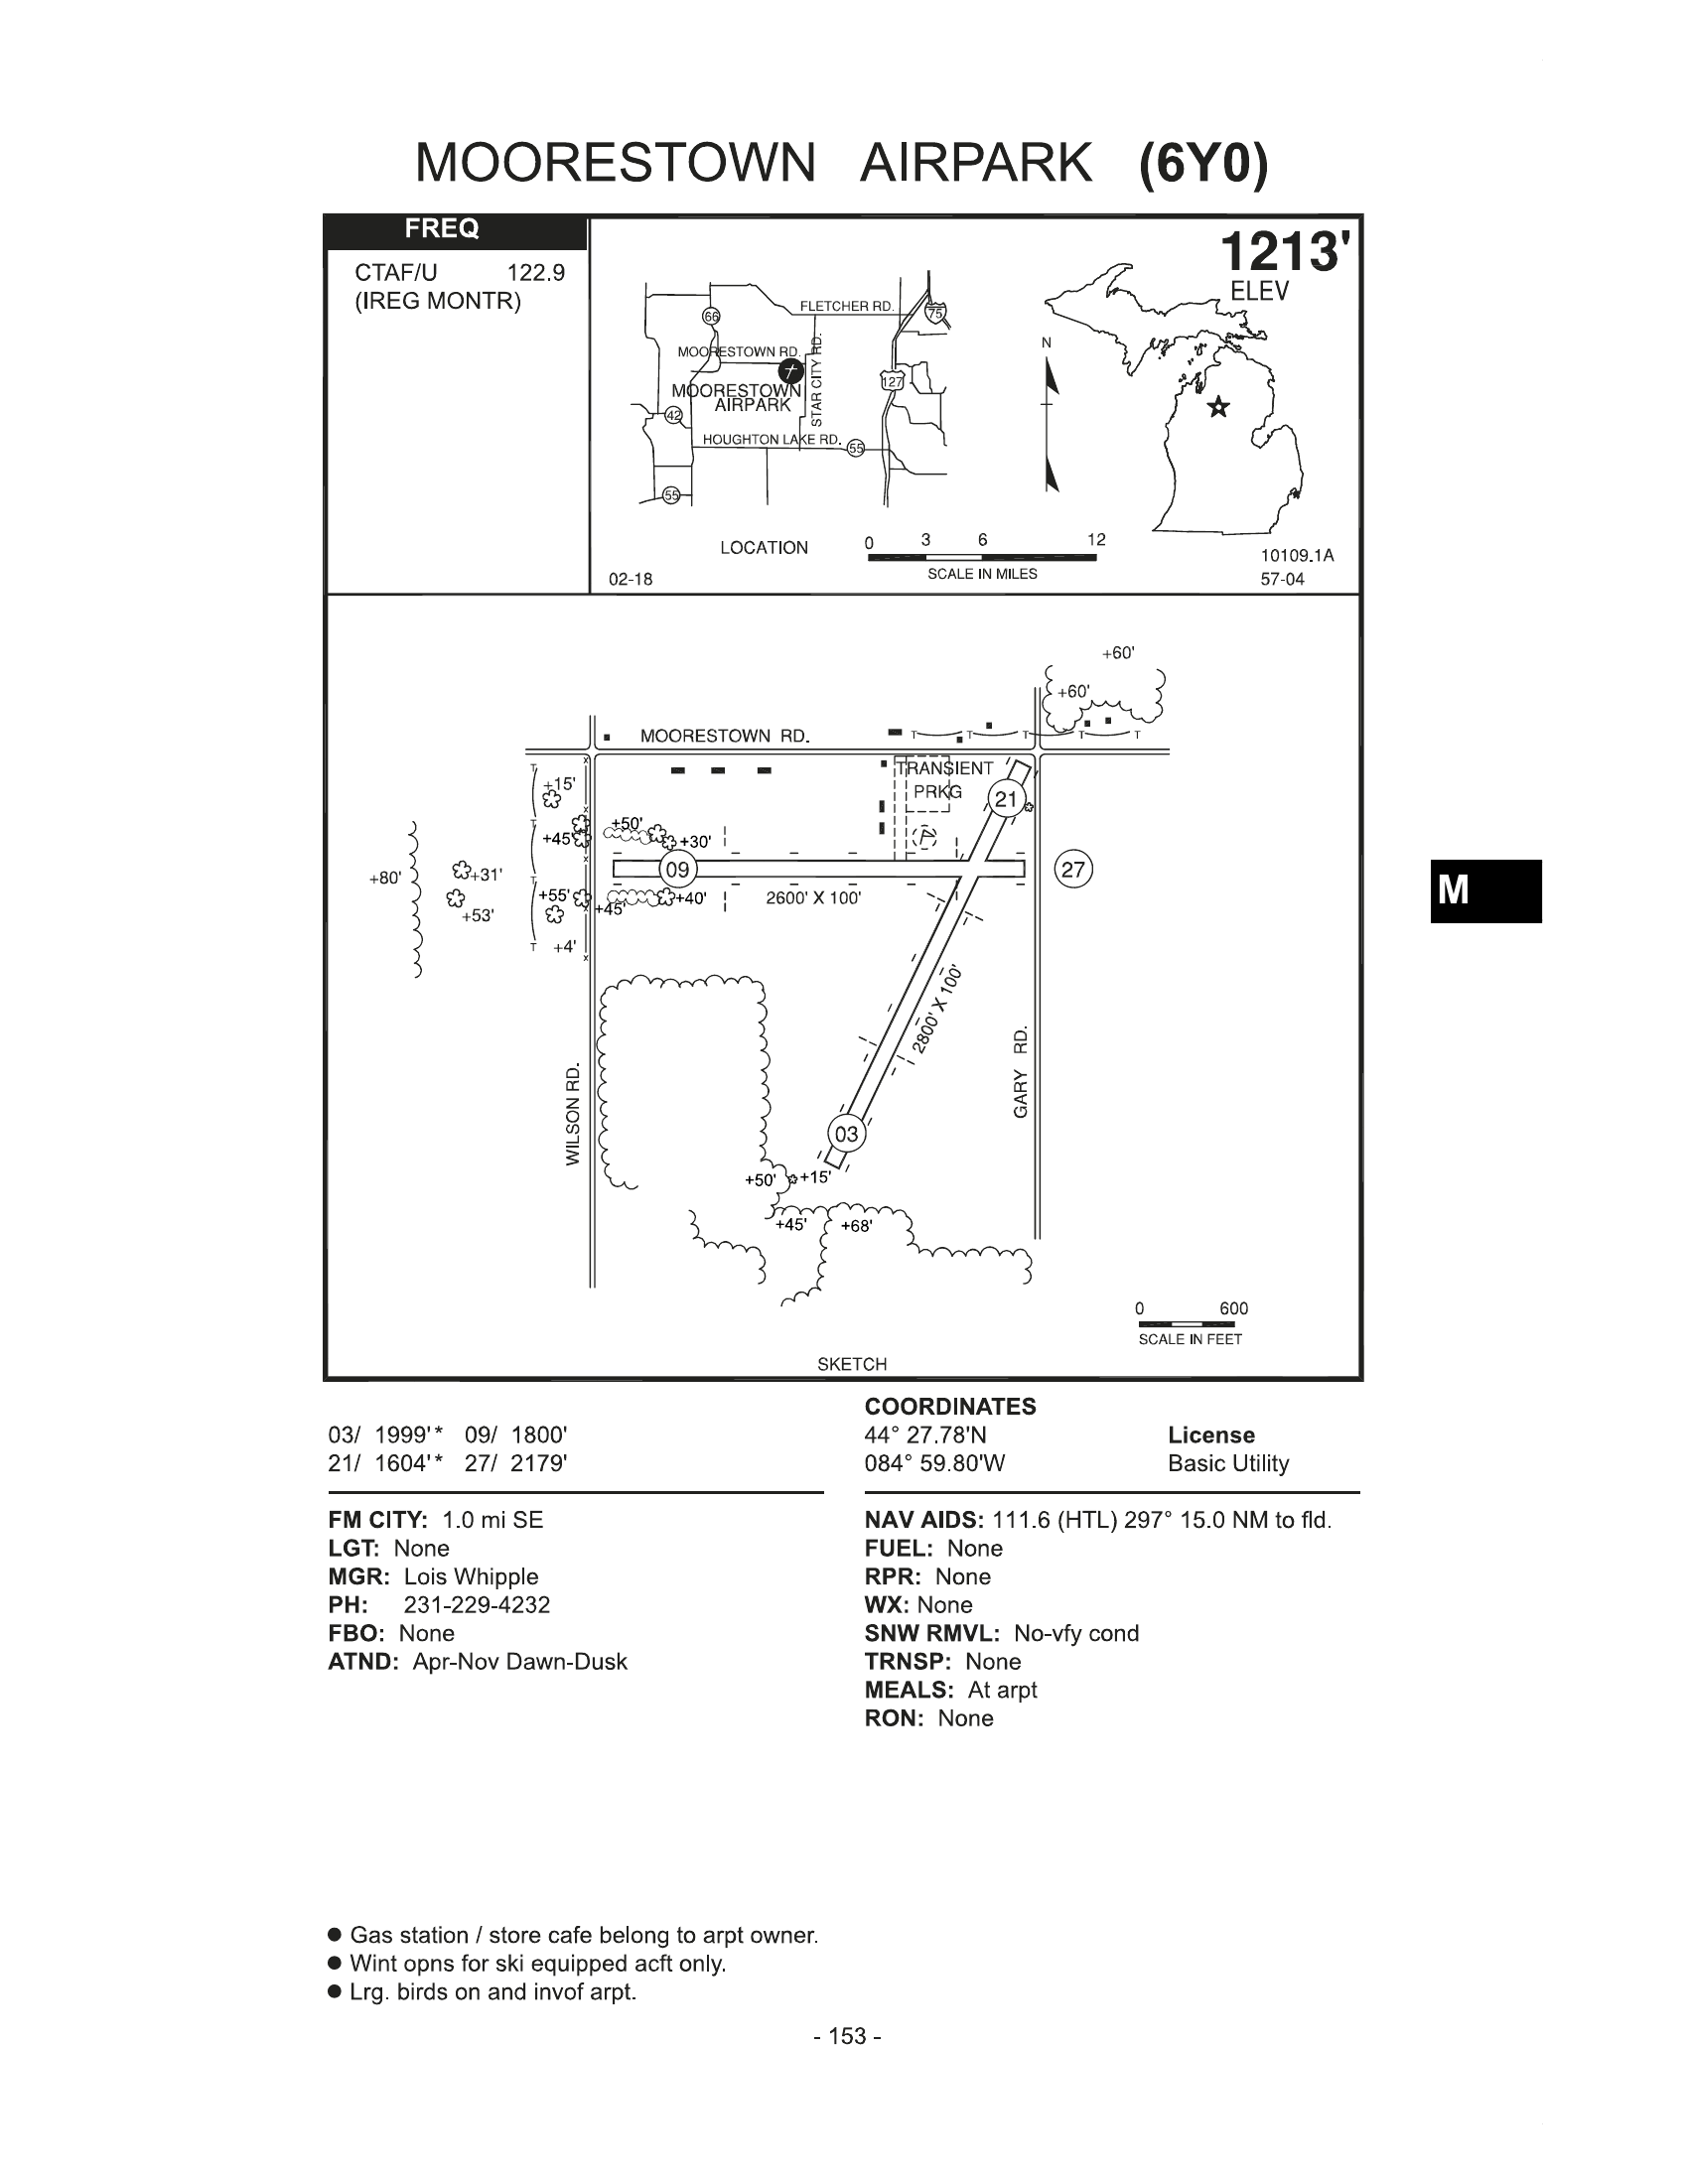 MOORESTOWN AIRPARK (6Y0)
FREQ
CTAF/U 122.9
(IREG MONTR)
1213'
ELEV
FLETCHER RD.
75
66
MOORESTOWN RD.
STAR CITY RD.
127
MOORESTOWN
AIRPARK
42
HOUGHTON LAKE RD.
55
55
N
LOCATION
0 3 6 12
SCALE IN MILES
02-18
10109.1A
57-04
+60'
+60'
MOORESTOWN RD.
T T T T T
TRANSIENT
PRKG
21
T
+15'
x
x
T
+45'
+50'
+30'
x
09
27
+80'
+31'
+53'
T
+55'
+45'
+40'
x
2600' X 100'
T
+4'
x
2800' X 100'
WILSON RD.
GARY RD.
03
+50'
+15'
+45'
+68'
0 600
SCALE IN FEET
SKETCH
M
03/ 1999'* 09/ 1800'
21/ 1604'* 27/ 2179'
COORDINATES
44° 27.78'N
084° 59.80'W
License
Basic Utility
FM CITY: 1.0 mi SE
LGT: None
MGR: Lois Whipple
PH: 231-229-4232
FBO: None
ATND: Apr-Nov Dawn-Dusk
NAV AIDS: 111.6 (HTL) 297° 15.0 NM to fld.
FUEL: None
RPR: None
WX: None
SNW RMVL: No-vfy cond
TRNSP: None
MEALS: At arpt
RON: None
● Gas station / store cafe belong to arpt owner.
● Wint opns for ski equipped acft only.
● Lrg. birds on and invof arpt.
- 153 -